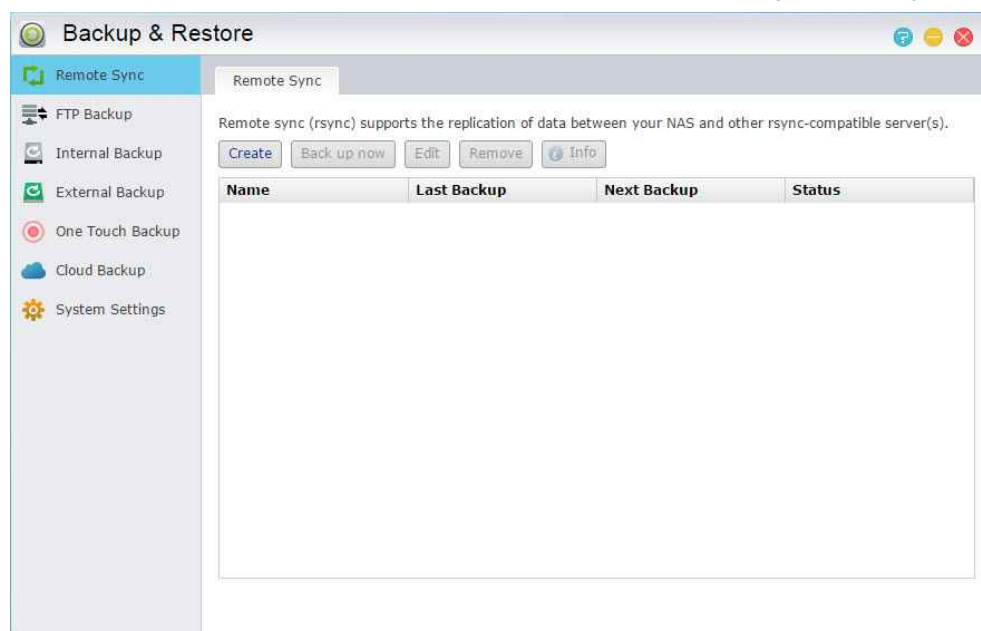 Backup & Restore
Remote Sync
FTP Backup
Internal Backup
External Backup
One Touch Backup
Cloud Backup
System Settings
Remote Sync
Remote sync (rsync) supports the replication of data between your NAS and other rsync-compatible server(s).
Create Back up now Edit Remove Info
Name Last Backup Next Backup Status